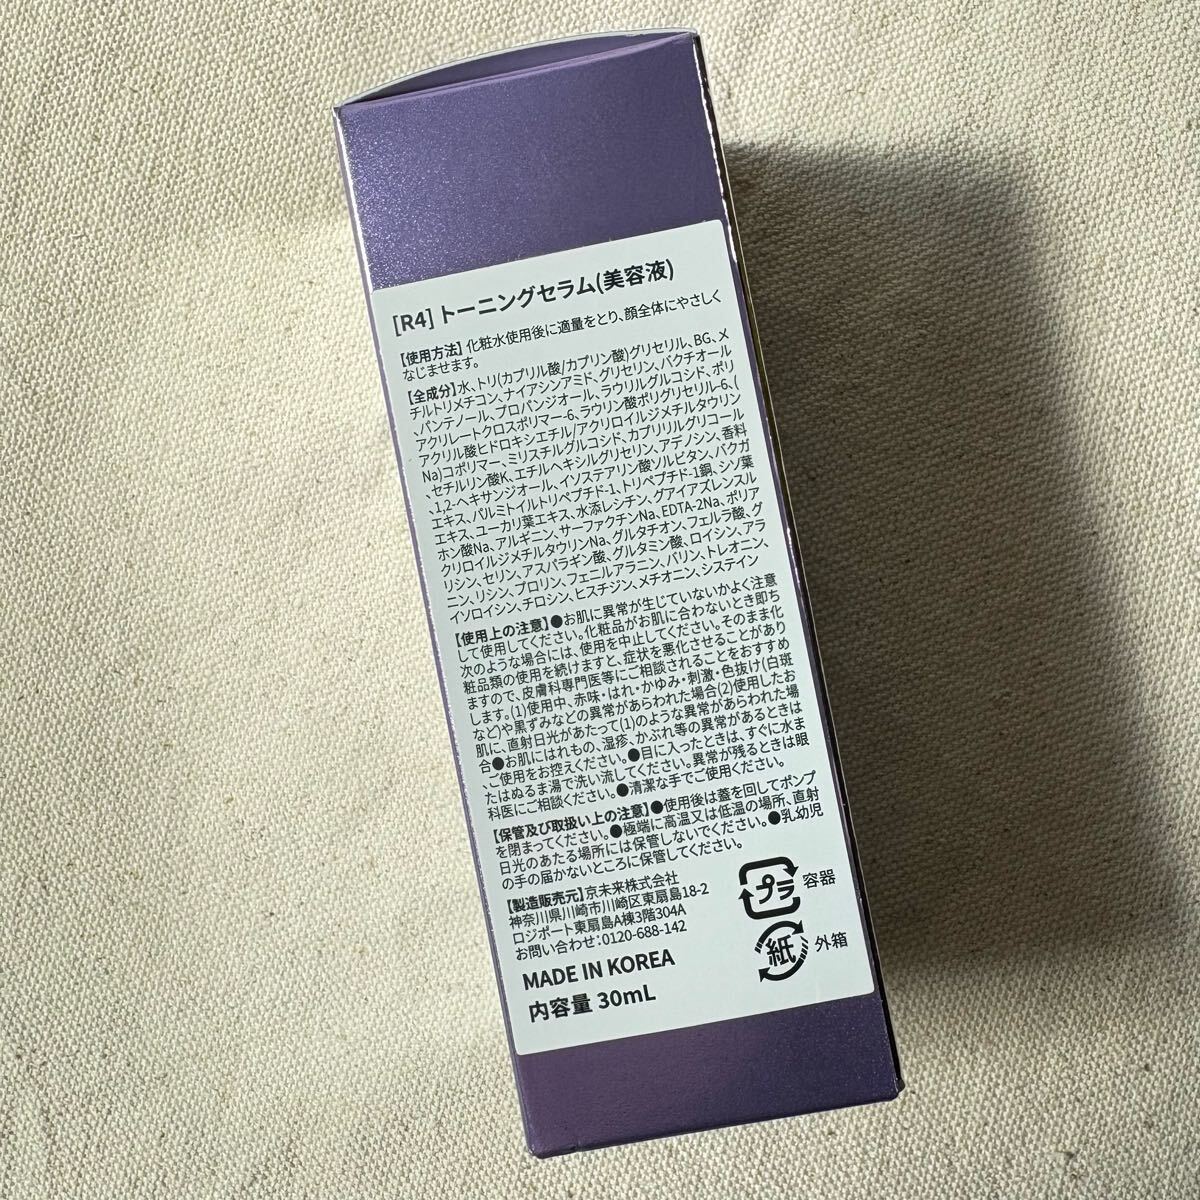 [R4]トーニングセラム(美容液)
【使用方法】化粧水使用後に適量をとり、顔全体にやさしく
なじませます。
【全成分】水、トリ(カプリル酸/カプリン酸)グリセリル、BG、メ
チルトリメチコン、ナイアシンアミド、グリセリン、バクチオール
、パンテノール、プロパンジオール、ラウリルグルコシド、ポリ
アクリレートクロスポリマー-6、ラウリン酸ポリグリセリル-6、(
アクリル酸ヒドロキシエチル/アクリロイルジメチルタウリン
Na)コポリマー、ミリスチルグルコシド、カプリリルグリコール
、セチルリン酸K、エチルヘキシルグリセリン、アデノシン、香料
、1,2-ヘキサンジオール、イソステアリン酸ソルビタン、バクガ
エキス、パルミトイルトリペプチド-1、トリペプチド-1銅、シソ葉
エキス、ユーカリ葉エキス、水添レシチン、グアイアズレンスル
ホン酸Na、アルギニン、サーファクチンNa、EDTA-2Na、ポリア
クリロイルジメチルタウリンNa、グルタチオン、フェルラ酸、グ
リシン、セリン、アスパラギン酸、グルタミン酸、ロイシン、アラ
ニン、リシン、プロリン、フェニルアラニン、バリン、トレオニン、
イソロイシン、チロシン、ヒスチジン、メチオニン、システイン
【使用上の注意】●お肌に異常が生じていないかよく注意
して使用してください。化粧品がお肌に合わないとき即ち
次のような場合には、使用を中止してください。そのまま化
粧品類の使用を続けますと、症状を悪化させることがあり
ますので、皮膚科専門医等にご相談されることをおすすめ
します。(1)使用中、赤味・はれ・かゆみ・刺激・色抜け(白斑
など)や黒ずみなどの異常があらわれた場合(2)使用したお
肌に、直射日光があたって(1)のような異常があらわれた場
合●お肌にはれもの、湿疹、かぶれ等の異常があるときは
、ご使用をお控えください。●目に入ったときは、すぐに水ま
たはぬるま湯で洗い流してください。異常が残るときは眼
科医にご相談ください。●清潔な手でご使用ください。
【保管及び取扱い上の注意】●使用後は蓋を回してポンプ
を閉まってください。●極端に高温又は低温の場所、直射
日光のあたる場所には保管しないでください。●乳幼児
の手の届かないところに保管してください。
【製造販売元】京未来株式会社
神奈川県川崎市川崎区東扇島18-2
ロジポート東扇島A棟3階304A
お問い合わせ:0120-688-142
MADE IN KOREA
内容量 30mL
プラ 容器
紙 外箱